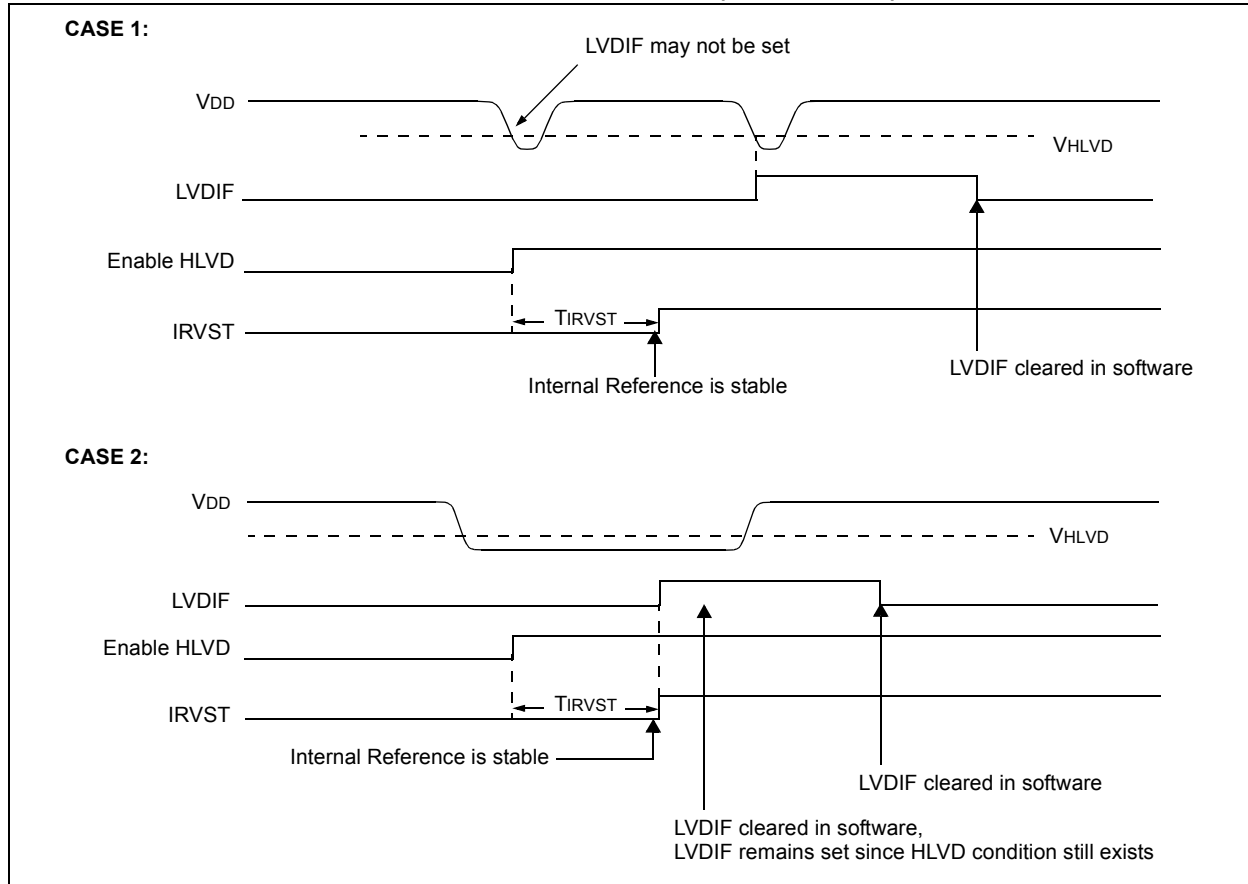 CASE 1:
LVDIF may not be set
VDD
VHLVD
LVDIF
Enable HLVD
TIRVST
IRVST
LVDIF cleared in software
Internal Reference is stable
CASE 2:
VDD
VHLVD
LVDIF
Enable HLVD
TIRVST
IRVST
Internal Reference is stable
LVDIF cleared in software
LVDIF cleared in software,
LVDIF remains set since HLVD condition still exists